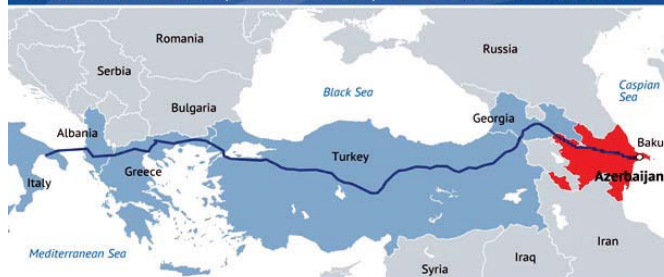 Romania
Russia
Serbia
Caspian
Sea
Black Sea
Bulgaria
Georgia
Albania
Baku
Turkey
Greece
Azerbaijan
Italy
Iran
Mediterranean Sea
Iraq
Syria